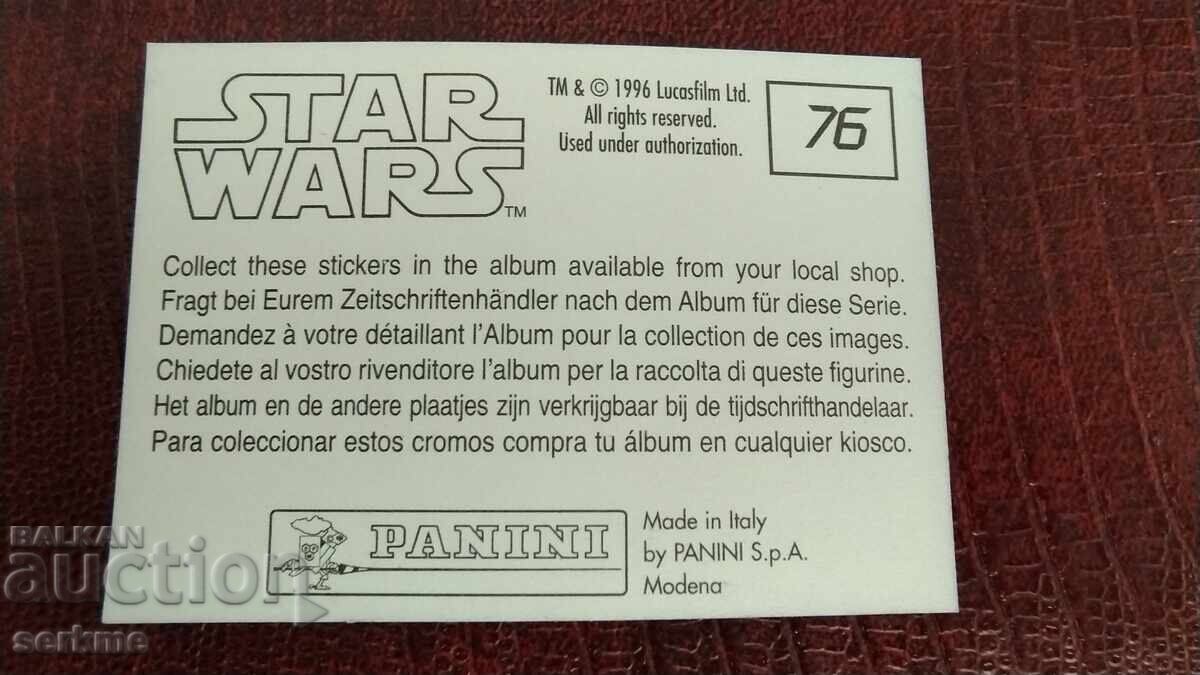 STAR
WARS™
TM & © 1996 Lucasfilm Ltd.
All rights reserved.
Used under authorization.
76
Collect these stickers in the album available from your local shop.
Fragt bei Eurem Zeitschriftenhändler nach dem Album für diese Serie.
Demandez à votre détaillant l'Album pour la collection de ces images.
Chiedete al vostro rivenditore l'album per la raccolta di queste figurine.
Het album en de andere plaatjes zijn verkrijgbaar bij de tijdschrifthandelaar.
Para coleccionar estos cromos compra tu álbum en cualquier kiosco.
PANINI
Made in Italy
by PANINI S.p.A.
Modena
BALKAN
auction
serkme